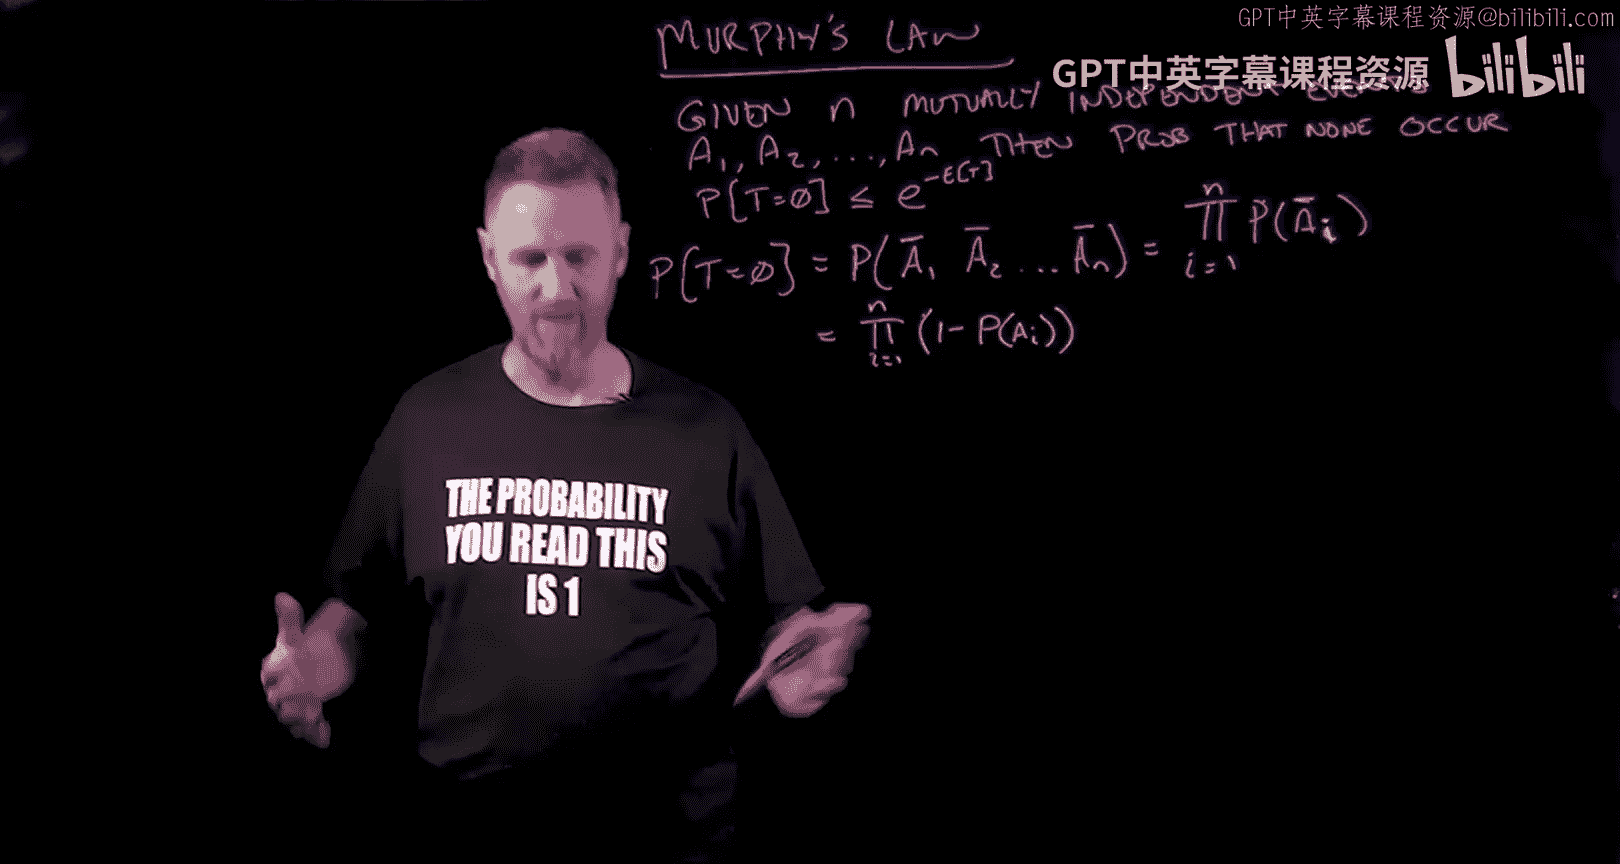 GPT中英字幕课程资源@bilibili.com
MURPHY'S LAW
GPT中英字幕课程资源 bilibili
GIVEN n MUTUALLY INDEPENDENT
A₁, A₂, ..., Aₙ THEN PROB THAT NONE OCCUR
P[T=∅] ≤ e^{-E[T]}
P[T=∅] = P(Ā₁ Ā₂ ... Āₙ) = ∏_{i=1}^{n} P(Āᵢ)
= ∏_{i=1}^{n} (1 - P(Aᵢ))
THE PROBABILITY
YOU READ THIS
IS 1